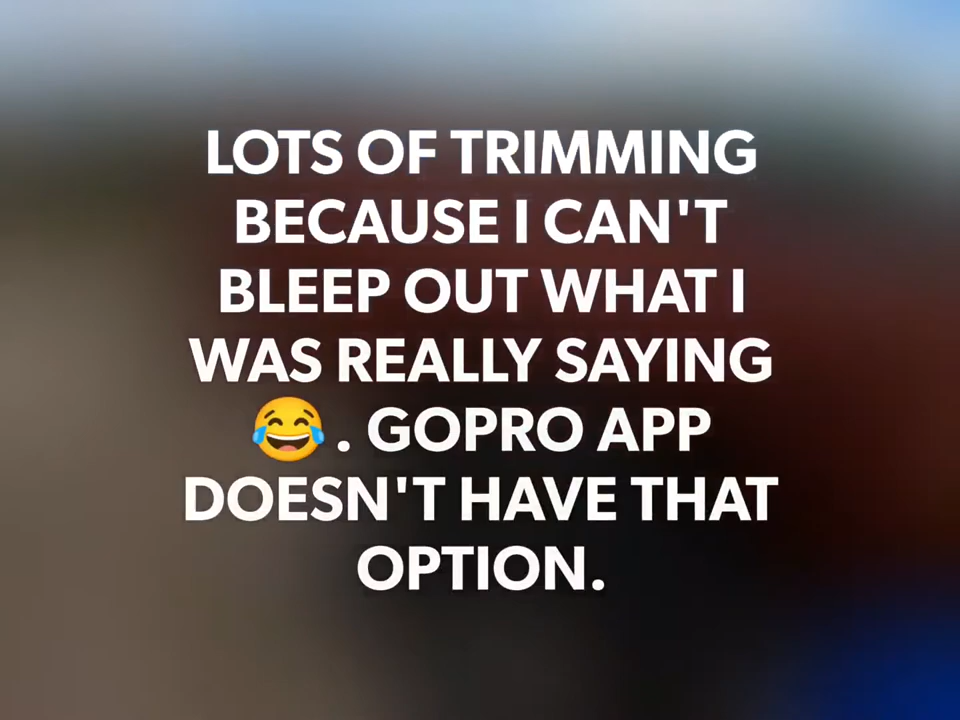 LOTS OF TRIMMING
BECAUSE I CAN'T
BLEEP OUT WHAT I
WAS REALLY SAYING
😂. GOPRO APP
DOESN'T HAVE THAT
OPTION.